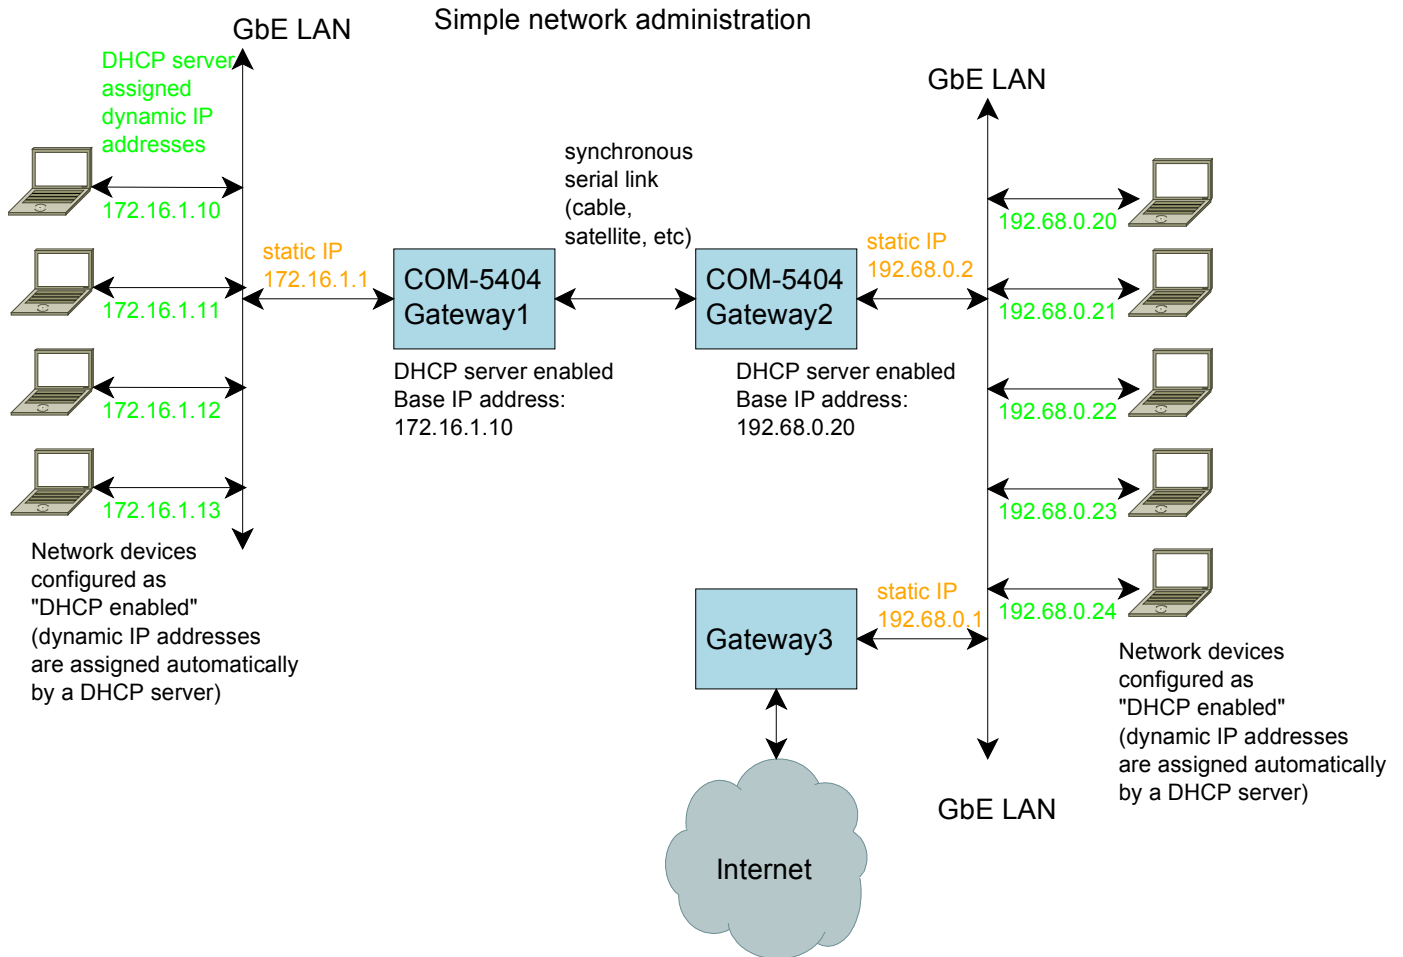 Simple network administration
GbE LAN
DHCP server
assigned
dynamic IP
addresses
172.16.1.10
172.16.1.11
172.16.1.12
172.16.1.13
Network devices
configured as
"DHCP enabled"
(dynamic IP addresses
are assigned automatically
by a DHCP server)
static IP
172.16.1.1
COM-5404
Gateway1
DHCP server enabled
Base IP address:
172.16.1.10
synchronous
serial link
(cable,
satellite, etc)
COM-5404
Gateway2
DHCP server enabled
Base IP address:
192.68.0.20
static IP
192.68.0.2
GbE LAN
192.68.0.20
192.68.0.21
192.68.0.22
192.68.0.23
192.68.0.24
Network devices
configured as
"DHCP enabled"
(dynamic IP addresses
are assigned automatically
by a DHCP server)
static IP
192.68.0.1
Gateway3
GbE LAN
Internet